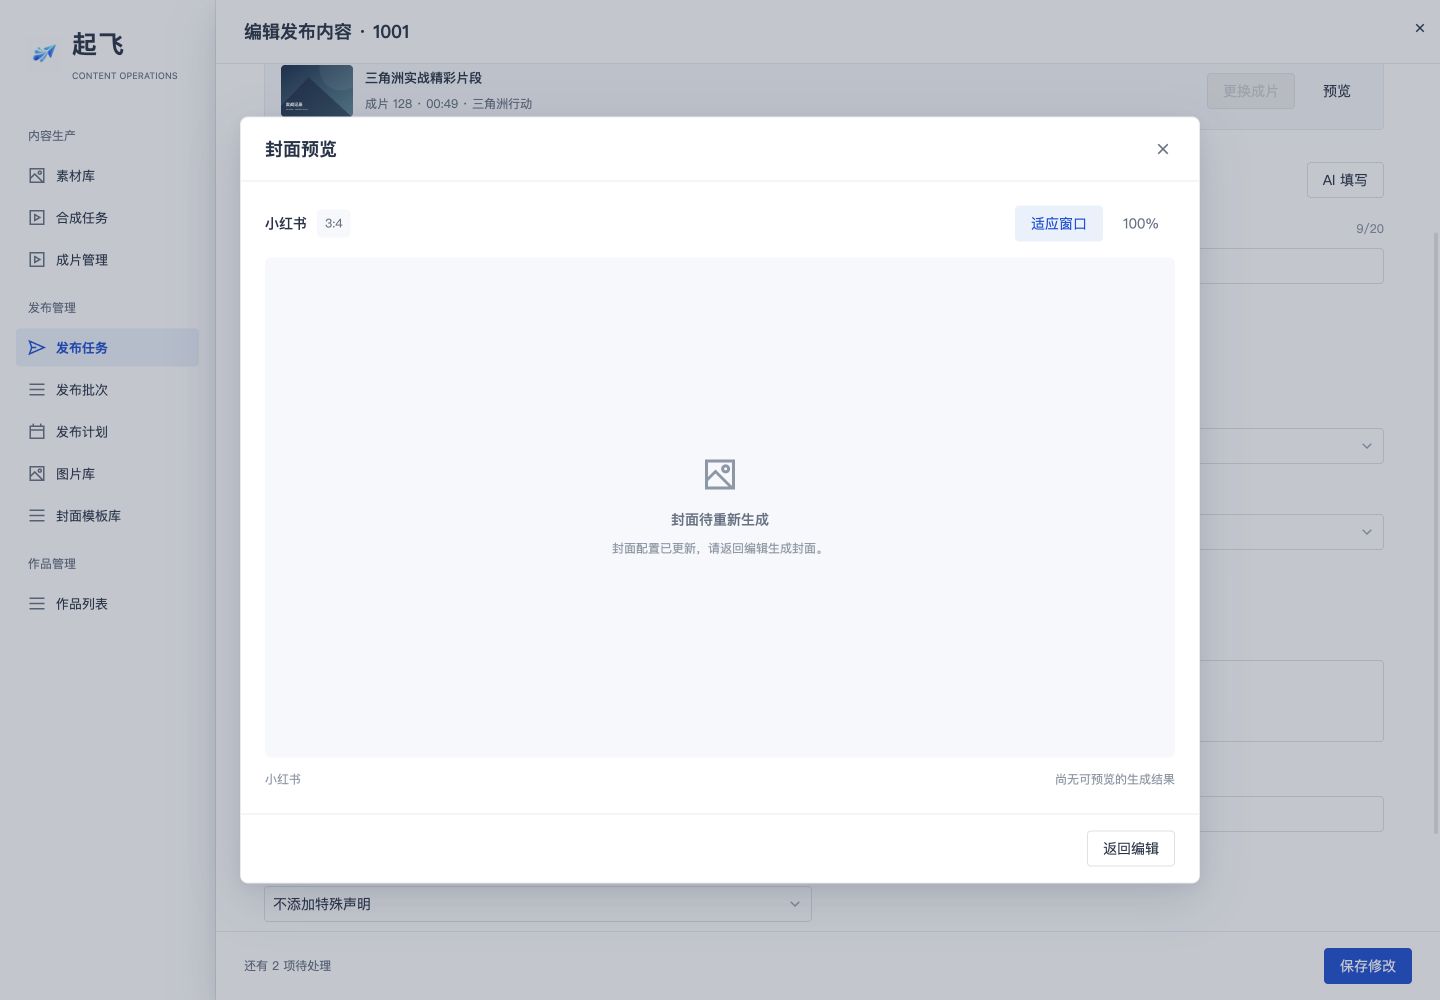 起飞
CONTENT OPERATIONS
内容生产
素材库
合成任务
成片管理
发布管理
发布任务
发布批次
发布计划
图片库
封面模板库
作品管理
作品列表
编辑发布内容 · 1001
三角洲实战精彩片段
成片 128 · 00:49 · 三角洲行动
更换成片
预览
AI 填写
9/20
封面预览
小红书 3:4
适应窗口
100%
封面待重新生成
封面配置已更新，请返回编辑生成封面。
小红书
尚无可预览的生成结果
返回编辑
不添加特殊声明
还有 2 项待处理
保存修改